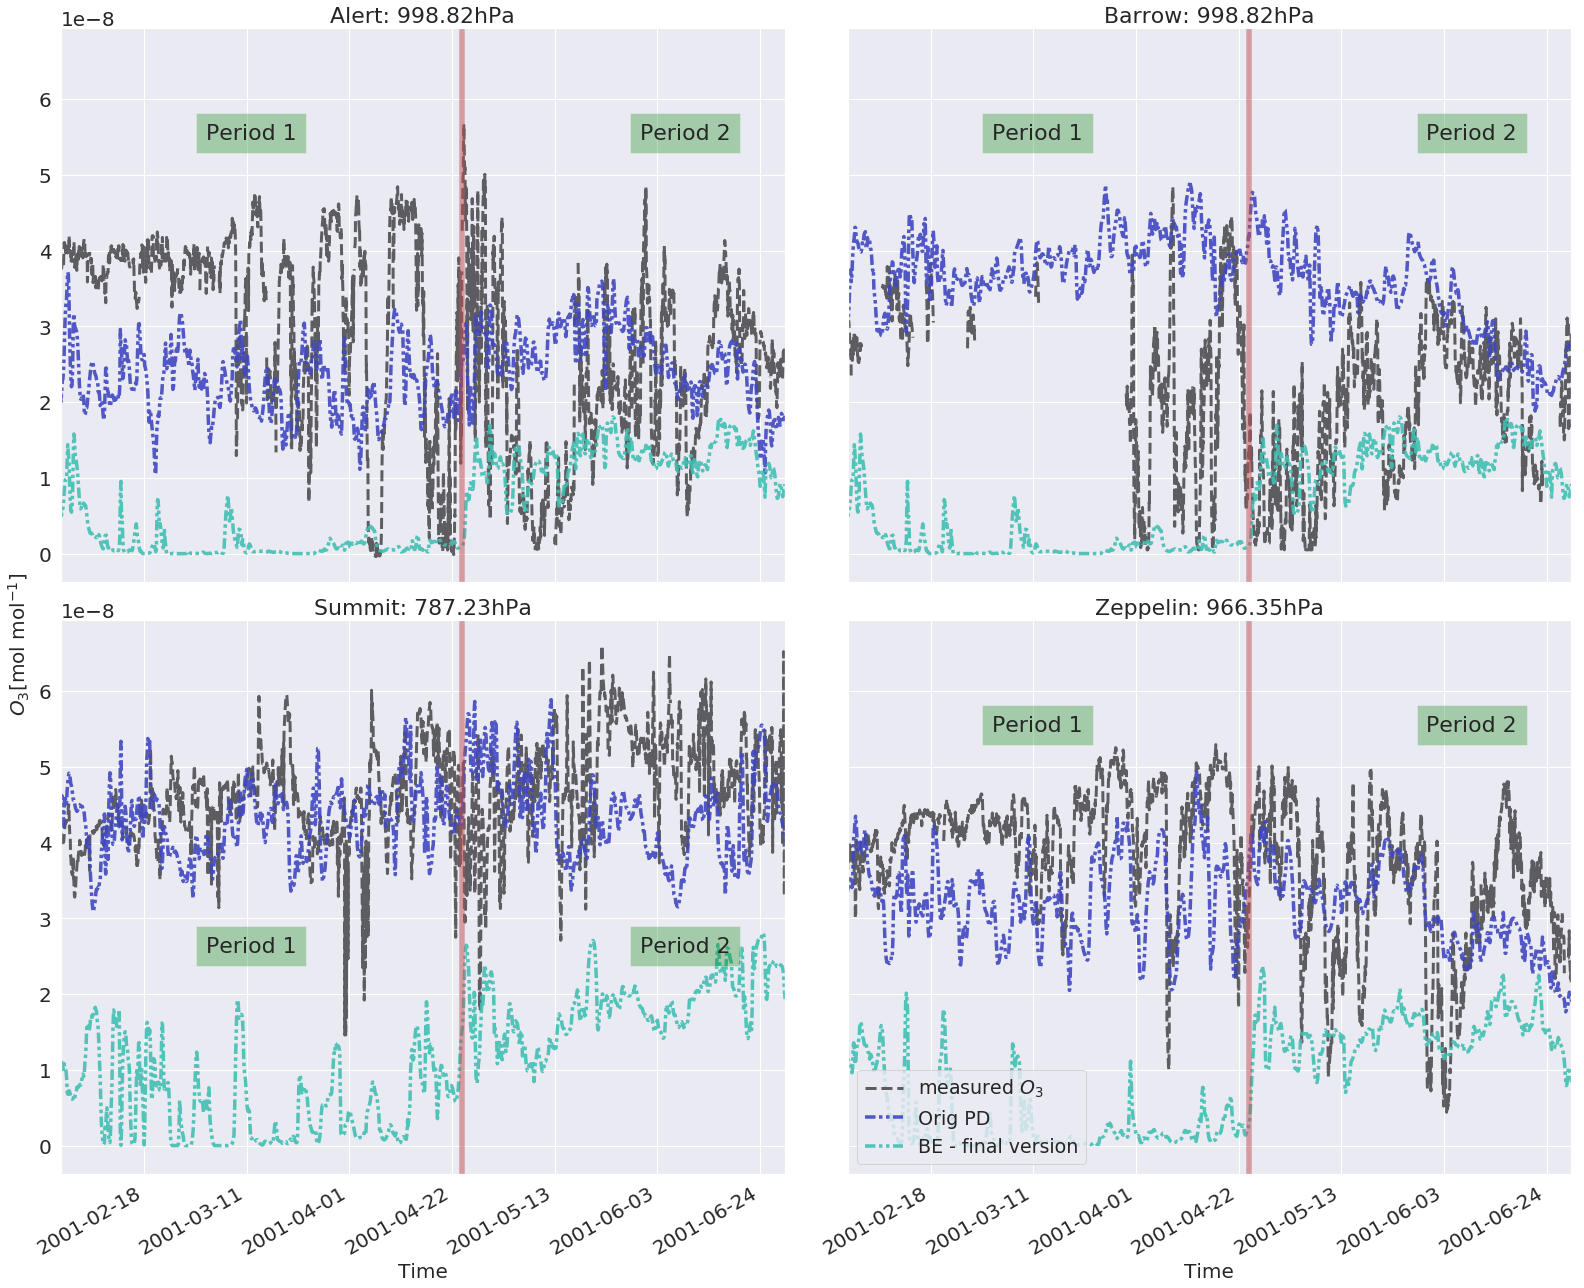 Alert: 998.82hPa
Barrow: 998.82hPa
1e−8
6
5
4
3
2
1
0
Period 1
Period 2
Period 1
Period 2
Summit: 787.23hPa
Zeppelin: 966.35hPa
1e−8
6
5
4
3
2
1
0
O₃[mol mol⁻¹]
Period 1
Period 2
Period 1
Period 2
measured O₃
Orig PD
BE - final version
2001-02-18
2001-03-11
2001-04-01
2001-04-22
2001-05-13
2001-06-03
2001-06-24
2001-02-18
2001-03-11
2001-04-01
2001-04-22
2001-05-13
2001-06-03
2001-06-24
Time
Time